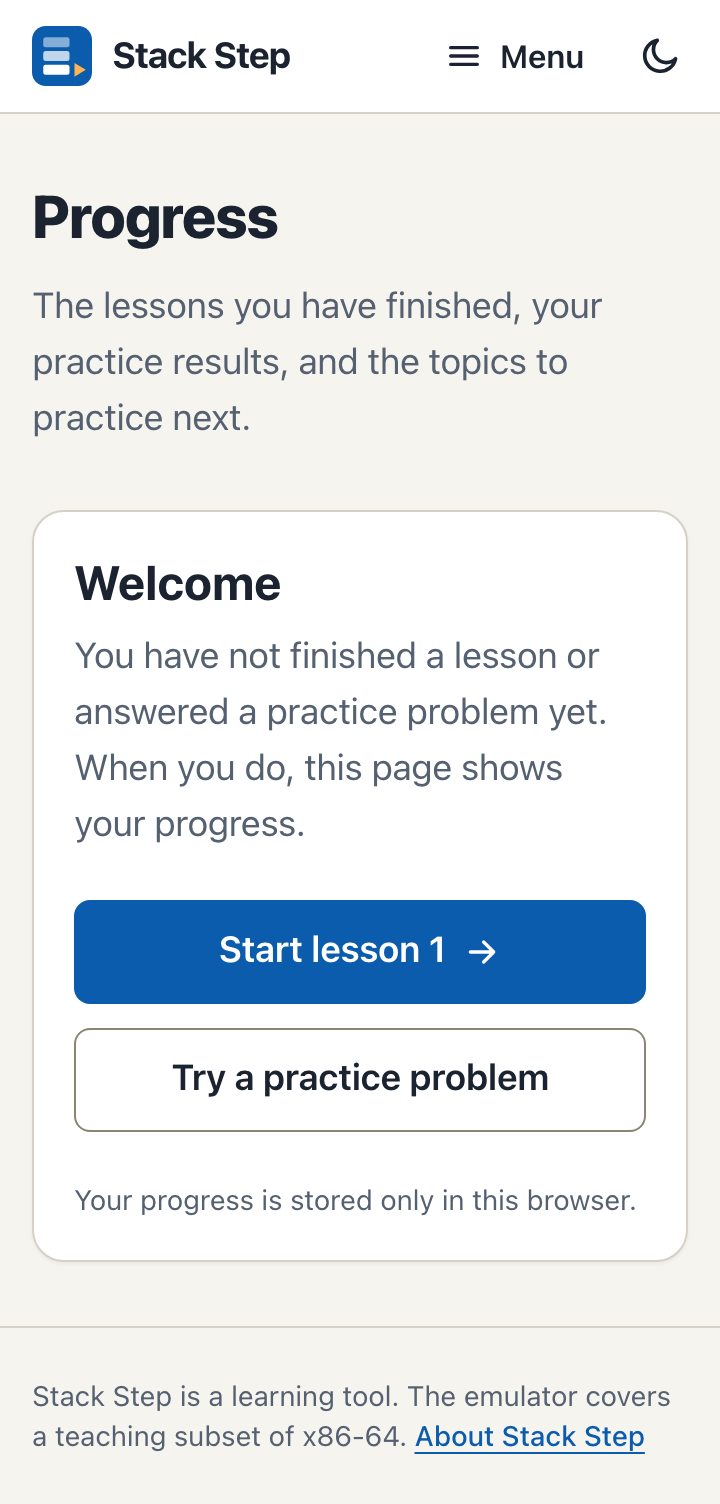 Stack Step
Menu
Progress
The lessons you have finished, your
practice results, and the topics to
practice next.
Welcome
You have not finished a lesson or
answered a practice problem yet.
When you do, this page shows
your progress.
Start lesson 1 →
Try a practice problem
Your progress is stored only in this browser.
Stack Step is a learning tool. The emulator covers
a teaching subset of x86-64. About Stack Step